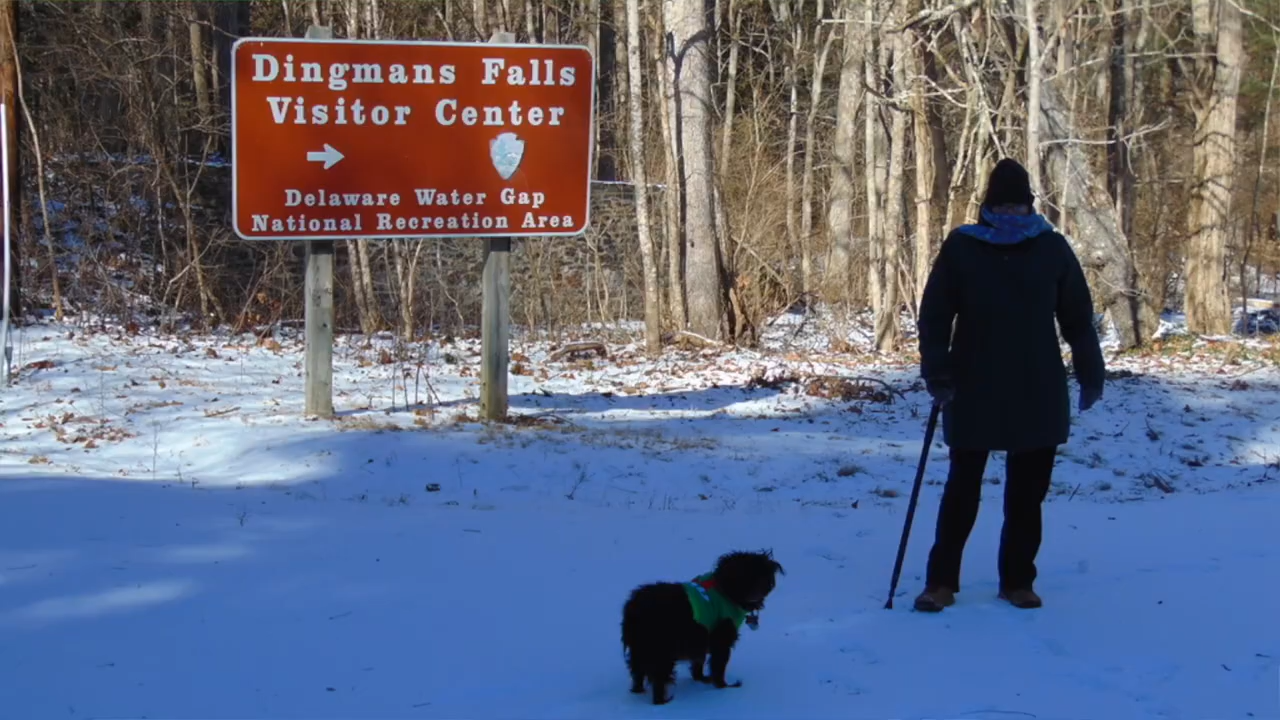 Dingmans Falls
Visitor Center
Delaware Water Gap
National Recreation Area